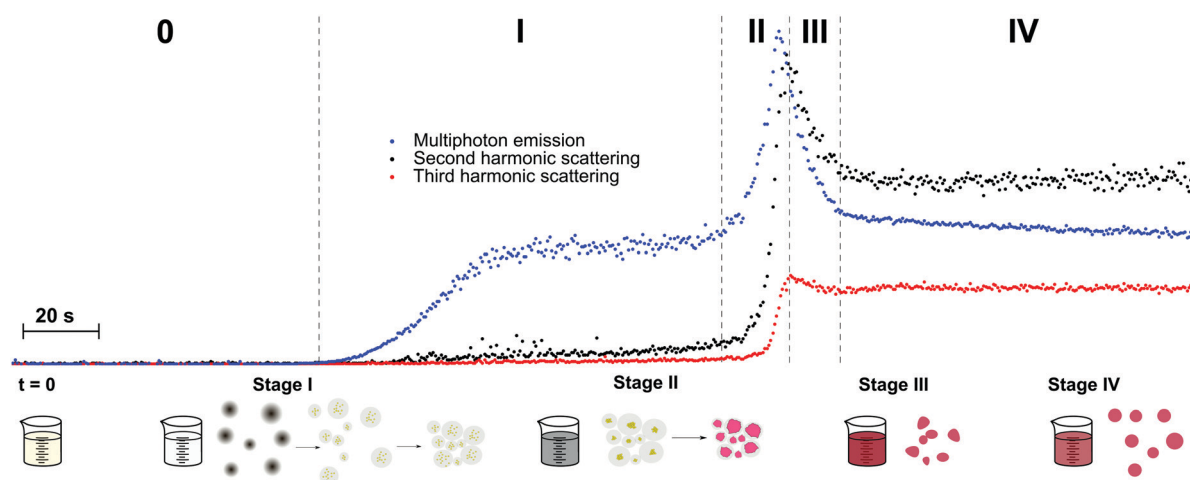 0
I
II
III
IV
Multiphoton emission
Second harmonic scattering
Third harmonic scattering
20 s
t = 0
Stage I
Stage II
Stage III
Stage IV